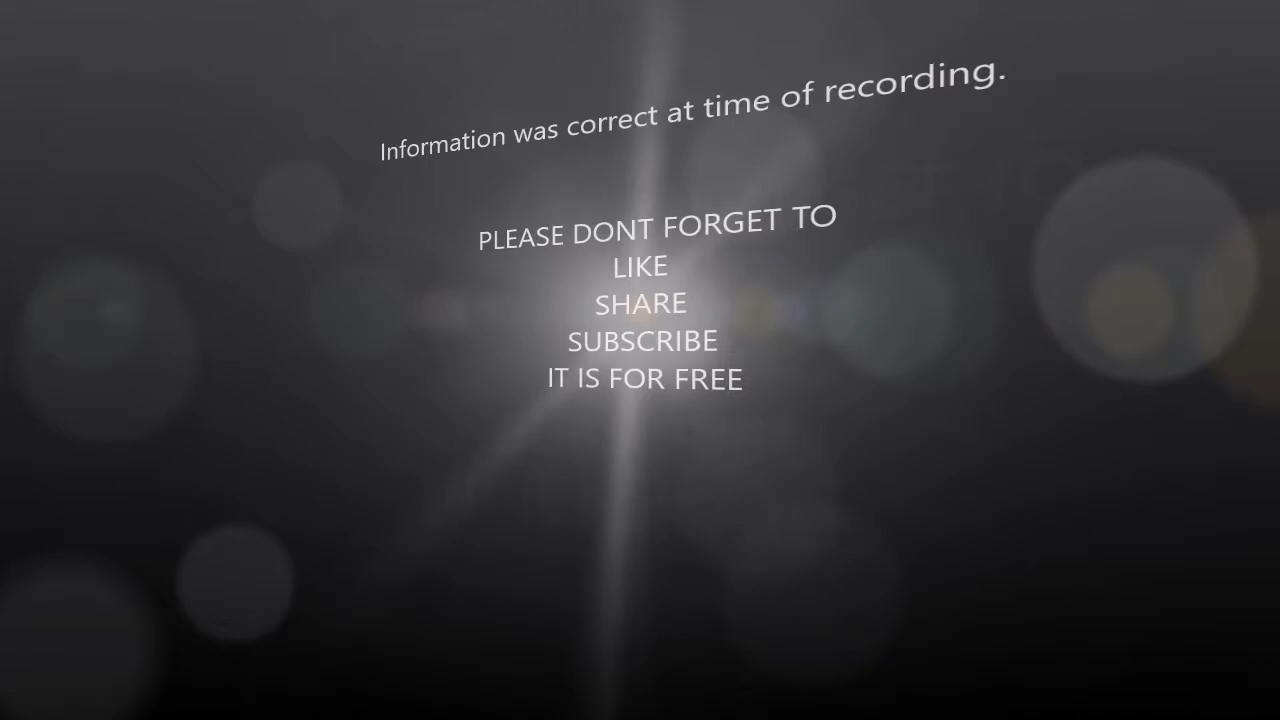 Information was correct at time of recording.
PLEASE DONT FORGET TO
LIKE
SHARE
SUBSCRIBE
IT IS FOR FREE